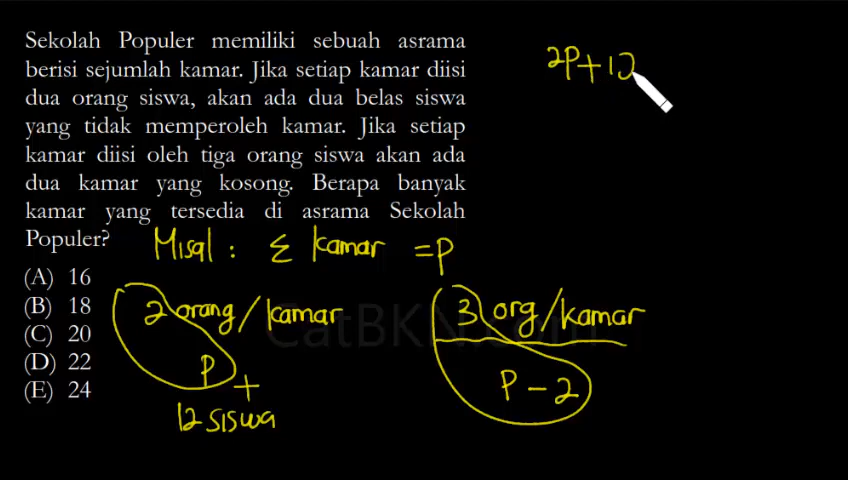 Sekolah Populer memiliki sebuah asrama
berisi sejumlah kamar. Jika setiap kamar diisi
dua orang siswa, akan ada dua belas siswa
yang tidak memperoleh kamar. Jika setiap
kamar diisi oleh tiga orang siswa akan ada
dua kamar yang kosong. Berapa banyak
kamar yang tersedia di asrama Sekolah
Populer?
(A) 16
(B) 18
(C) 20
(D) 22
(E) 24
2P+12
Misal : Σ kamar = P
2 orang/kamar
P +
12 siswa
3 org/kamar
P - 2